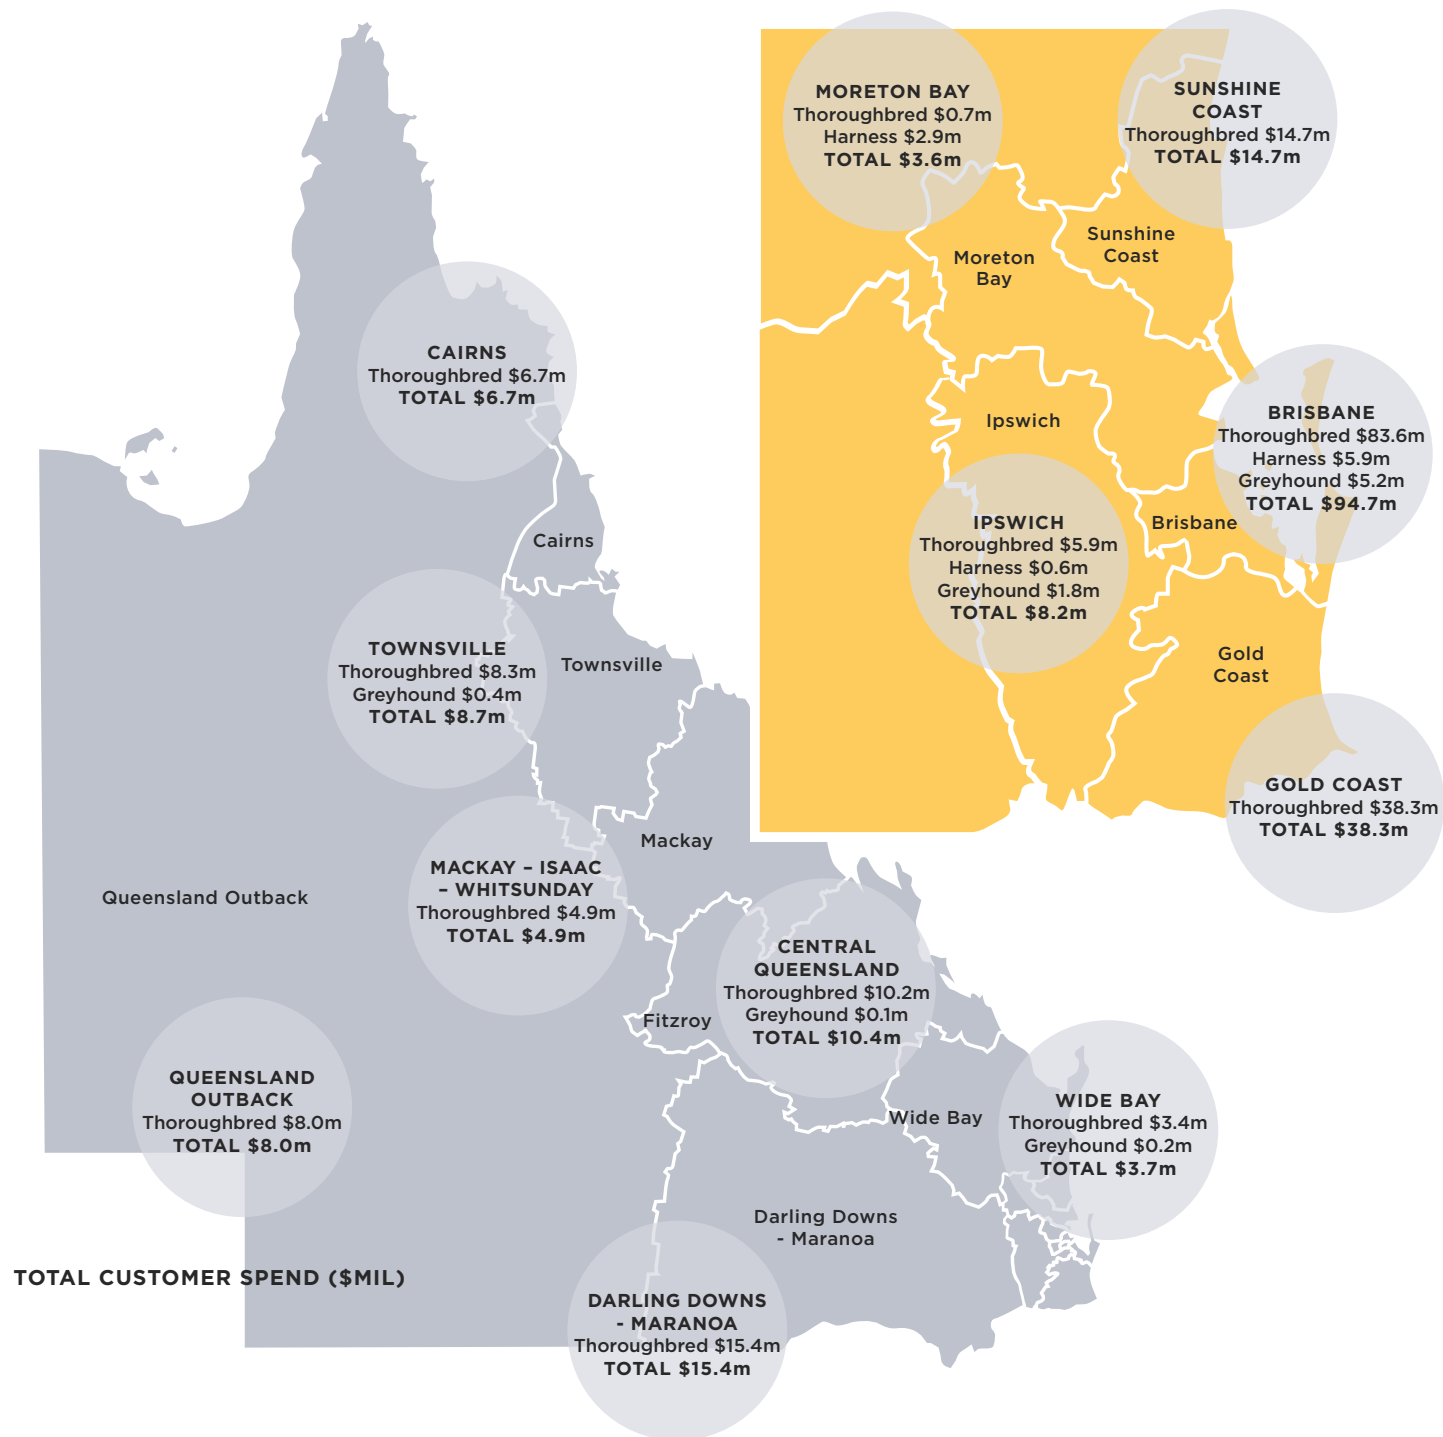 MORETON BAY
Thoroughbred $0.7m
Harness $2.9m
TOTAL $3.6m
SUNSHINE
COAST
Thoroughbred $14.7m
TOTAL $14.7m
Sunshine
Coast
Moreton
Bay
CAIRNS
Thoroughbred $6.7m
TOTAL $6.7m
Ipswich
BRISBANE
Thoroughbred $83.6m
Harness $5.9m
Greyhound $5.2m
TOTAL $94.7m
IPSWICH
Thoroughbred $5.9m
Harness $0.6m
Greyhound $1.8m
TOTAL $8.2m
Brisbane
Cairns
TOWNSVILLE
Thoroughbred $8.3m
Greyhound $0.4m
TOTAL $8.7m
Townsville
Gold
Coast
GOLD COAST
Thoroughbred $38.3m
TOTAL $38.3m
Mackay
MACKAY – ISAAC
– WHITSUNDAY
Thoroughbred $4.9m
TOTAL $4.9m
Queensland Outback
CENTRAL
QUEENSLAND
Thoroughbred $10.2m
Greyhound $0.1m
TOTAL $10.4m
Fitzroy
QUEENSLAND
OUTBACK
Thoroughbred $8.0m
TOTAL $8.0m
Wide Bay
WIDE BAY
Thoroughbred $3.4m
Greyhound $0.2m
TOTAL $3.7m
Darling Downs
- Maranoa
TOTAL CUSTOMER SPEND ($MIL)
DARLING DOWNS
- MARANOA
Thoroughbred $15.4m
TOTAL $15.4m